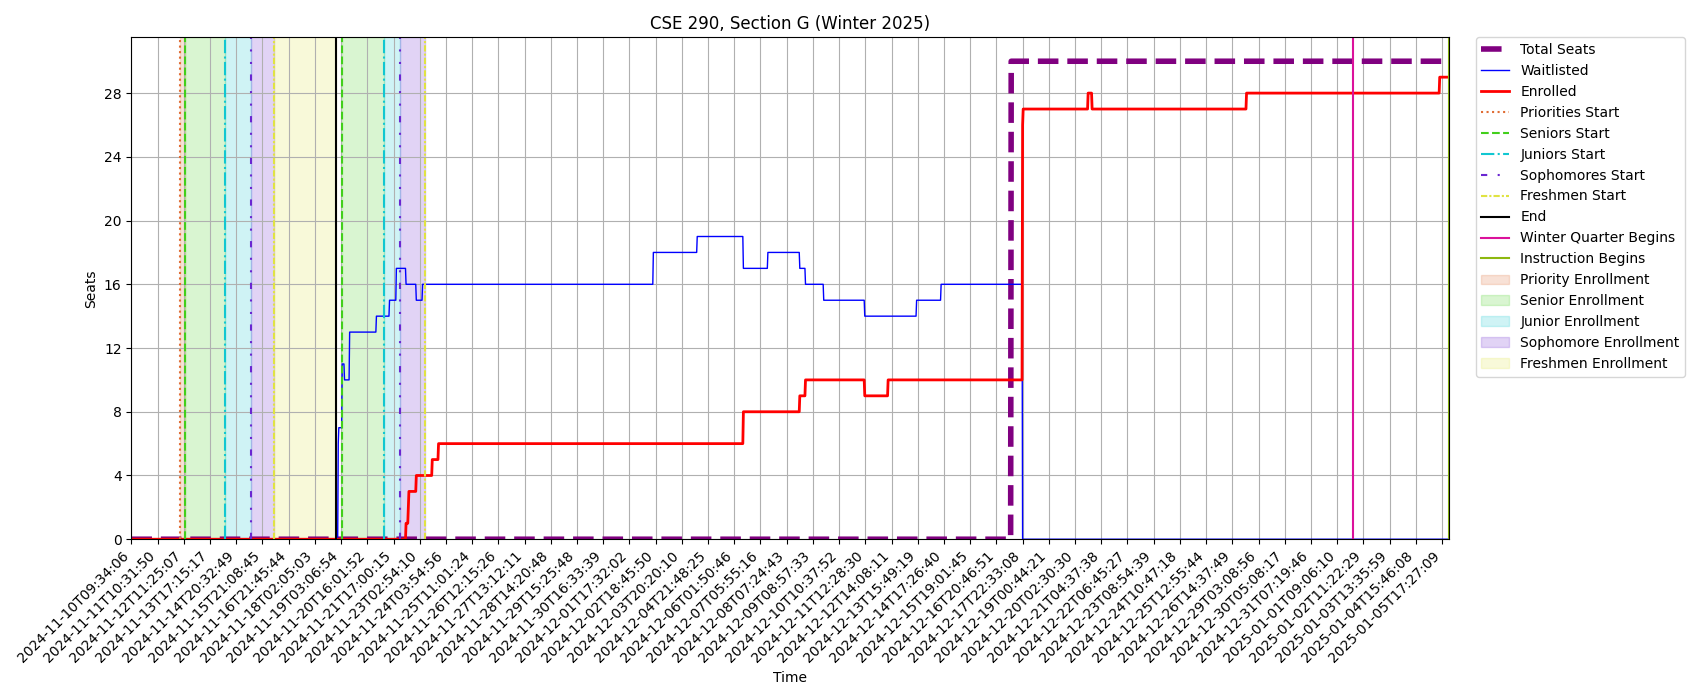 CSE 290, Section G (Winter 2025)
Seats
28
24
20
16
12
8
4
0
2024-11-10T09:34:06
2024-11-11T10:31:50
2024-11-12T11:25:07
2024-11-13T17:15:17
2024-11-14T20:32:49
2024-11-15T21:08:45
2024-11-16T21:45:44
2024-11-18T02:05:03
2024-11-19T03:06:54
2024-11-20T16:01:52
2024-11-21T17:00:15
2024-11-23T02:54:10
2024-11-24T03:54:56
2024-11-25T11:01:24
2024-11-26T12:15:26
2024-11-27T13:12:11
2024-11-28T14:20:48
2024-11-29T15:25:48
2024-11-30T16:33:39
2024-12-01T17:32:02
2024-12-02T18:45:50
2024-12-03T20:20:10
2024-12-04T21:48:25
2024-12-06T01:50:46
2024-12-07T05:55:16
2024-12-08T07:24:43
2024-12-09T08:57:33
2024-12-10T10:37:52
2024-12-11T12:28:30
2024-12-12T14:08:11
2024-12-13T15:49:19
2024-12-14T17:26:40
2024-12-15T19:01:45
2024-12-16T20:46:51
2024-12-17T22:33:08
2024-12-19T00:44:21
2024-12-20T02:30:30
2024-12-21T04:37:38
2024-12-22T06:45:27
2024-12-23T08:54:39
2024-12-24T10:47:18
2024-12-25T12:55:44
2024-12-26T14:37:49
2024-12-29T03:08:56
2024-12-30T05:08:17
2024-12-31T07:19:46
2025-01-01T09:06:10
2025-01-02T11:22:29
2025-01-03T13:35:59
2025-01-04T15:46:08
2025-01-05T17:27:09
Time
Total Seats
Waitlisted
Enrolled
Priorities Start
Seniors Start
Juniors Start
Sophomores Start
Freshmen Start
End
Winter Quarter Begins
Instruction Begins
Priority Enrollment
Senior Enrollment
Junior Enrollment
Sophomore Enrollment
Freshmen Enrollment